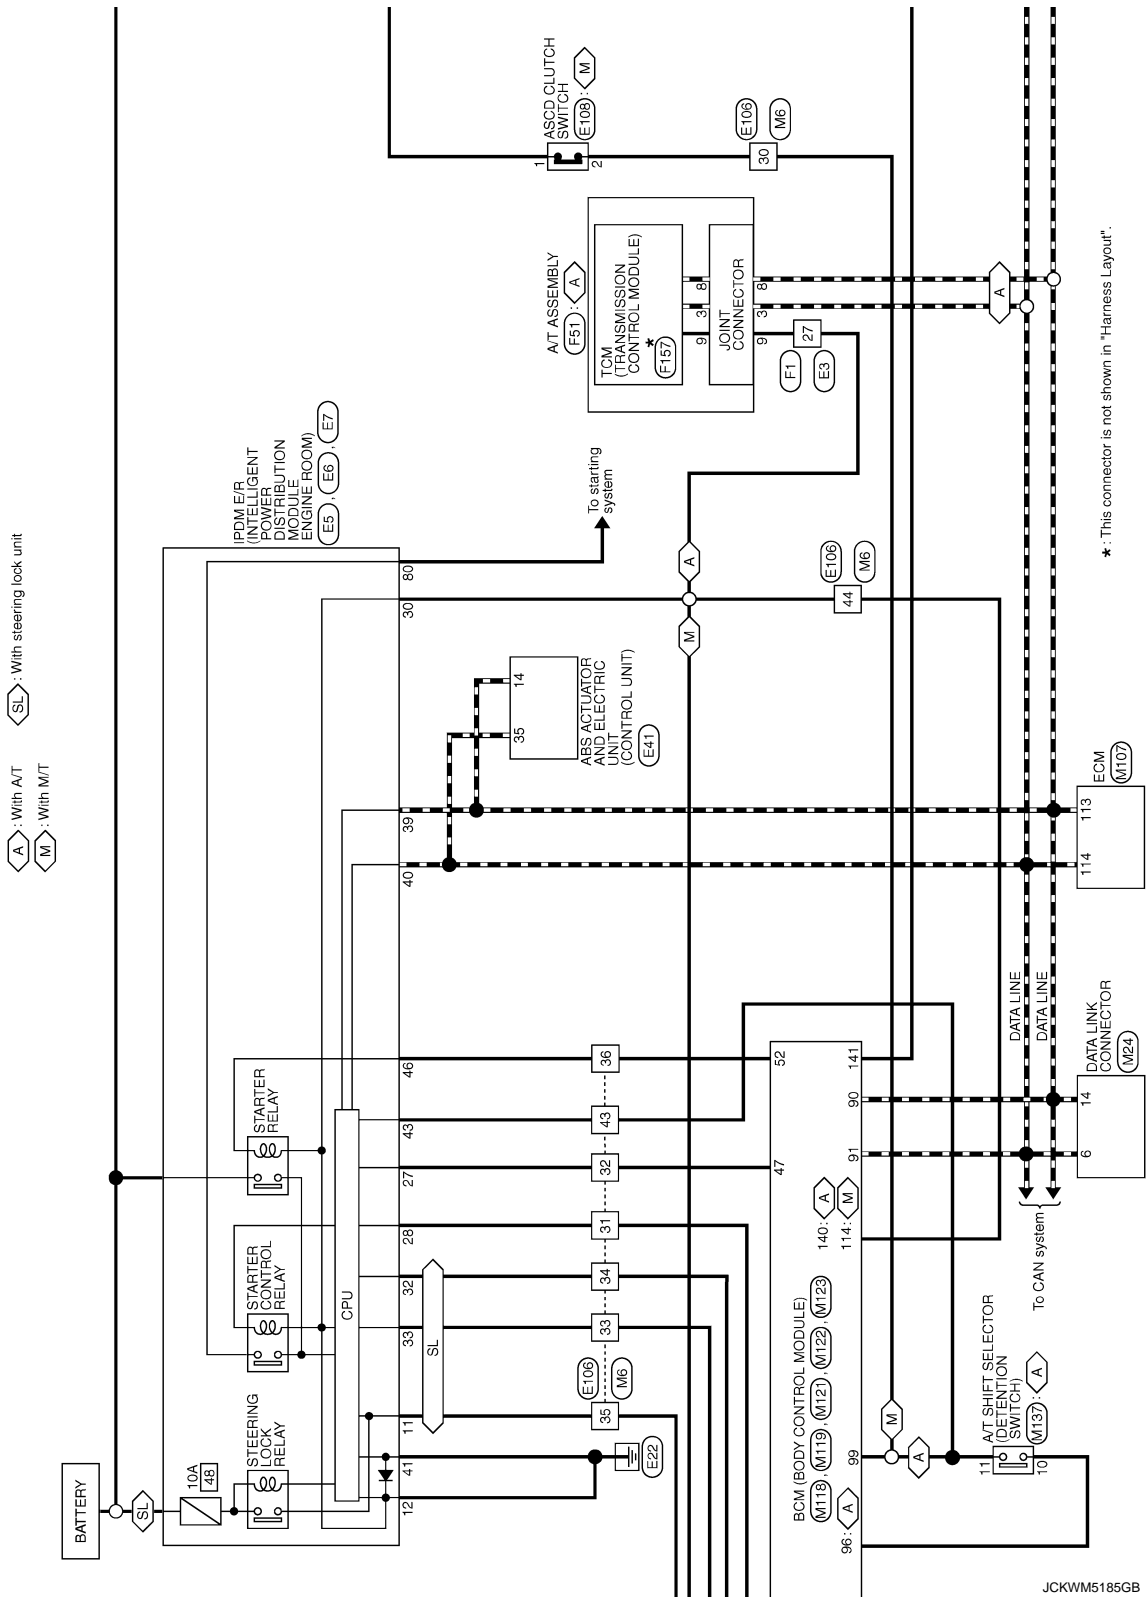 A : With A/T
M : With M/T
SL : With steering lock unit
BATTERY
SL
10A
48
STEERING
LOCK
RELAY
STARTER
CONTROL
RELAY
STARTER
RELAY
CPU
IPDM E/R
(INTELLIGENT
POWER
DISTRIBUTION
MODULE
ENGINE ROOM)
E5 , E6 , E7
12
41
11
33
32
28
27
43
46
40
39
30
80
SL
E22
To starting
system
35
14
ABS ACTUATOR
AND ELECTRIC
UNIT
(CONTROL UNIT)
E41
ASCD CLUTCH
SWITCH
E108 : M
1
2
A/T ASSEMBLY
F51 : A
TCM
(TRANSMISSION
CONTROL MODULE)
* F157
9
3
8
JOINT
CONNECTOR
9
3
8
F1
27
E3
E106
30
M6
M
A
E106
44
M6
E106
M6
35
33
34
31
32
43
36
47
52
BCM (BODY CONTROL MODULE)
M118 , M119 , M121 , M122 , M123
96: A
99
140: A
114: M
91
90
141
M
A
A/T SHIFT SELECTOR
(DETENTION
SWITCH)
M137 : A
11
10
To CAN system
DATA LINE
DATA LINE
DATA LINK
CONNECTOR
M24
6
14
ECM
M107
114
113
A
* : This connector is not shown in "Harness Layout".
JCKWM5185GB